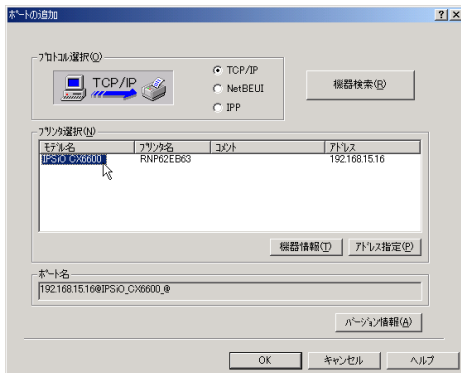 ポートの追加
プロトコル選択(O)
TCP/IP
TCP/IP
NetBEUI
IPP
機器検索(R)
プリンタ選択(N)
モデル名 プリンタ名 コメント アドレス
IPSiO CX6600 RNP62EB63 192.168.15.16
機器情報(T) アドレス指定(P)
ポート名
192.168.15.16@IPSiO_CX6600_@
バージョン情報(A)
OK キャンセル ヘルプ